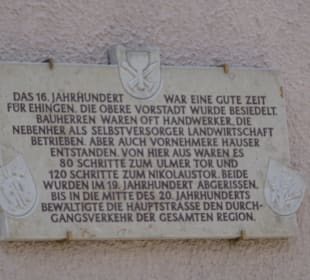 DAS 16. JAHRHUNDERT WAR EINE GUTE ZEIT
FÜR EHINGEN. DIE OBERE VORSTADT WURDE BESIEDELT.
BAUHERREN WAREN OFT HANDWERKER, DIE
NEBENHER ALS SELBSTVERSORGER LANDWIRTSCHAFT
BETRIEBEN. ABER AUCH VORNEHMERE HÄUSER
ENTSTANDEN. VON HIER AUS WAREN ES
80 SCHRITTE ZUM ULMER TOR UND
120 SCHRITTE ZUM NIKOLAUSTOR. BEIDE
WURDEN IM 19. JAHRHUNDERT ABGERISSEN.
BIS IN DIE MITTE DES 20. JAHRHUNDERTS
BEWÄLTIGTE DIE HAUPTSTRASSE DEN DURCH-
GANGSVERKEHR DER GESAMTEN REGION.